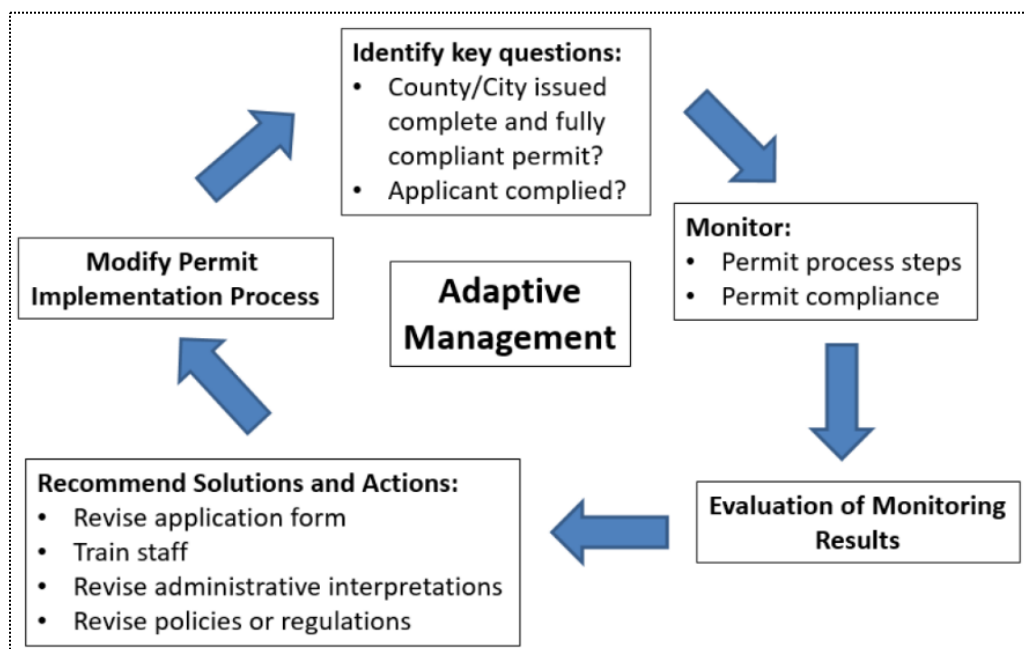 Identify key questions:
• County/City issued
complete and fully
compliant permit?
• Applicant complied?
Monitor:
• Permit process steps
• Permit compliance
Evaluation of Monitoring
Results
Recommend Solutions and Actions:
• Revise application form
• Train staff
• Revise administrative interpretations
• Revise policies or regulations
Modify Permit
Implementation Process
Adaptive
Management